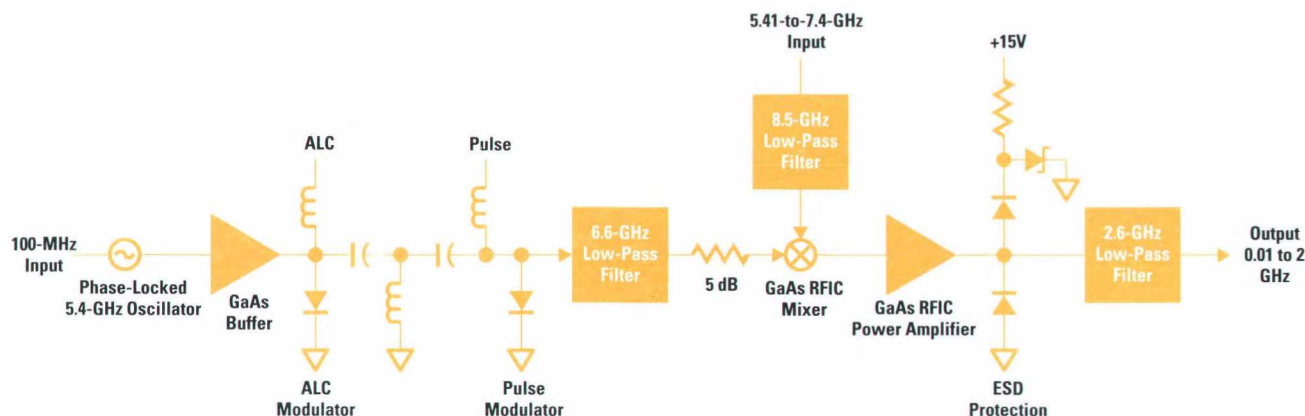 5.41-to-7.4-GHz
Input
+15V
8.5-GHz
Low-Pass
Filter
ALC
Pulse
100-MHz
Input
Phase-Locked
5.4-GHz Oscillator
GaAs
Buffer
6.6-GHz
Low-Pass
Filter
5 dB
GaAs RFIC
Mixer
GaAs RFIC
Power Amplifier
2.6-GHz
Low-Pass
Filter
Output
0.01 to 2
GHz
ALC
Modulator
Pulse
Modulator
ESD
Protection